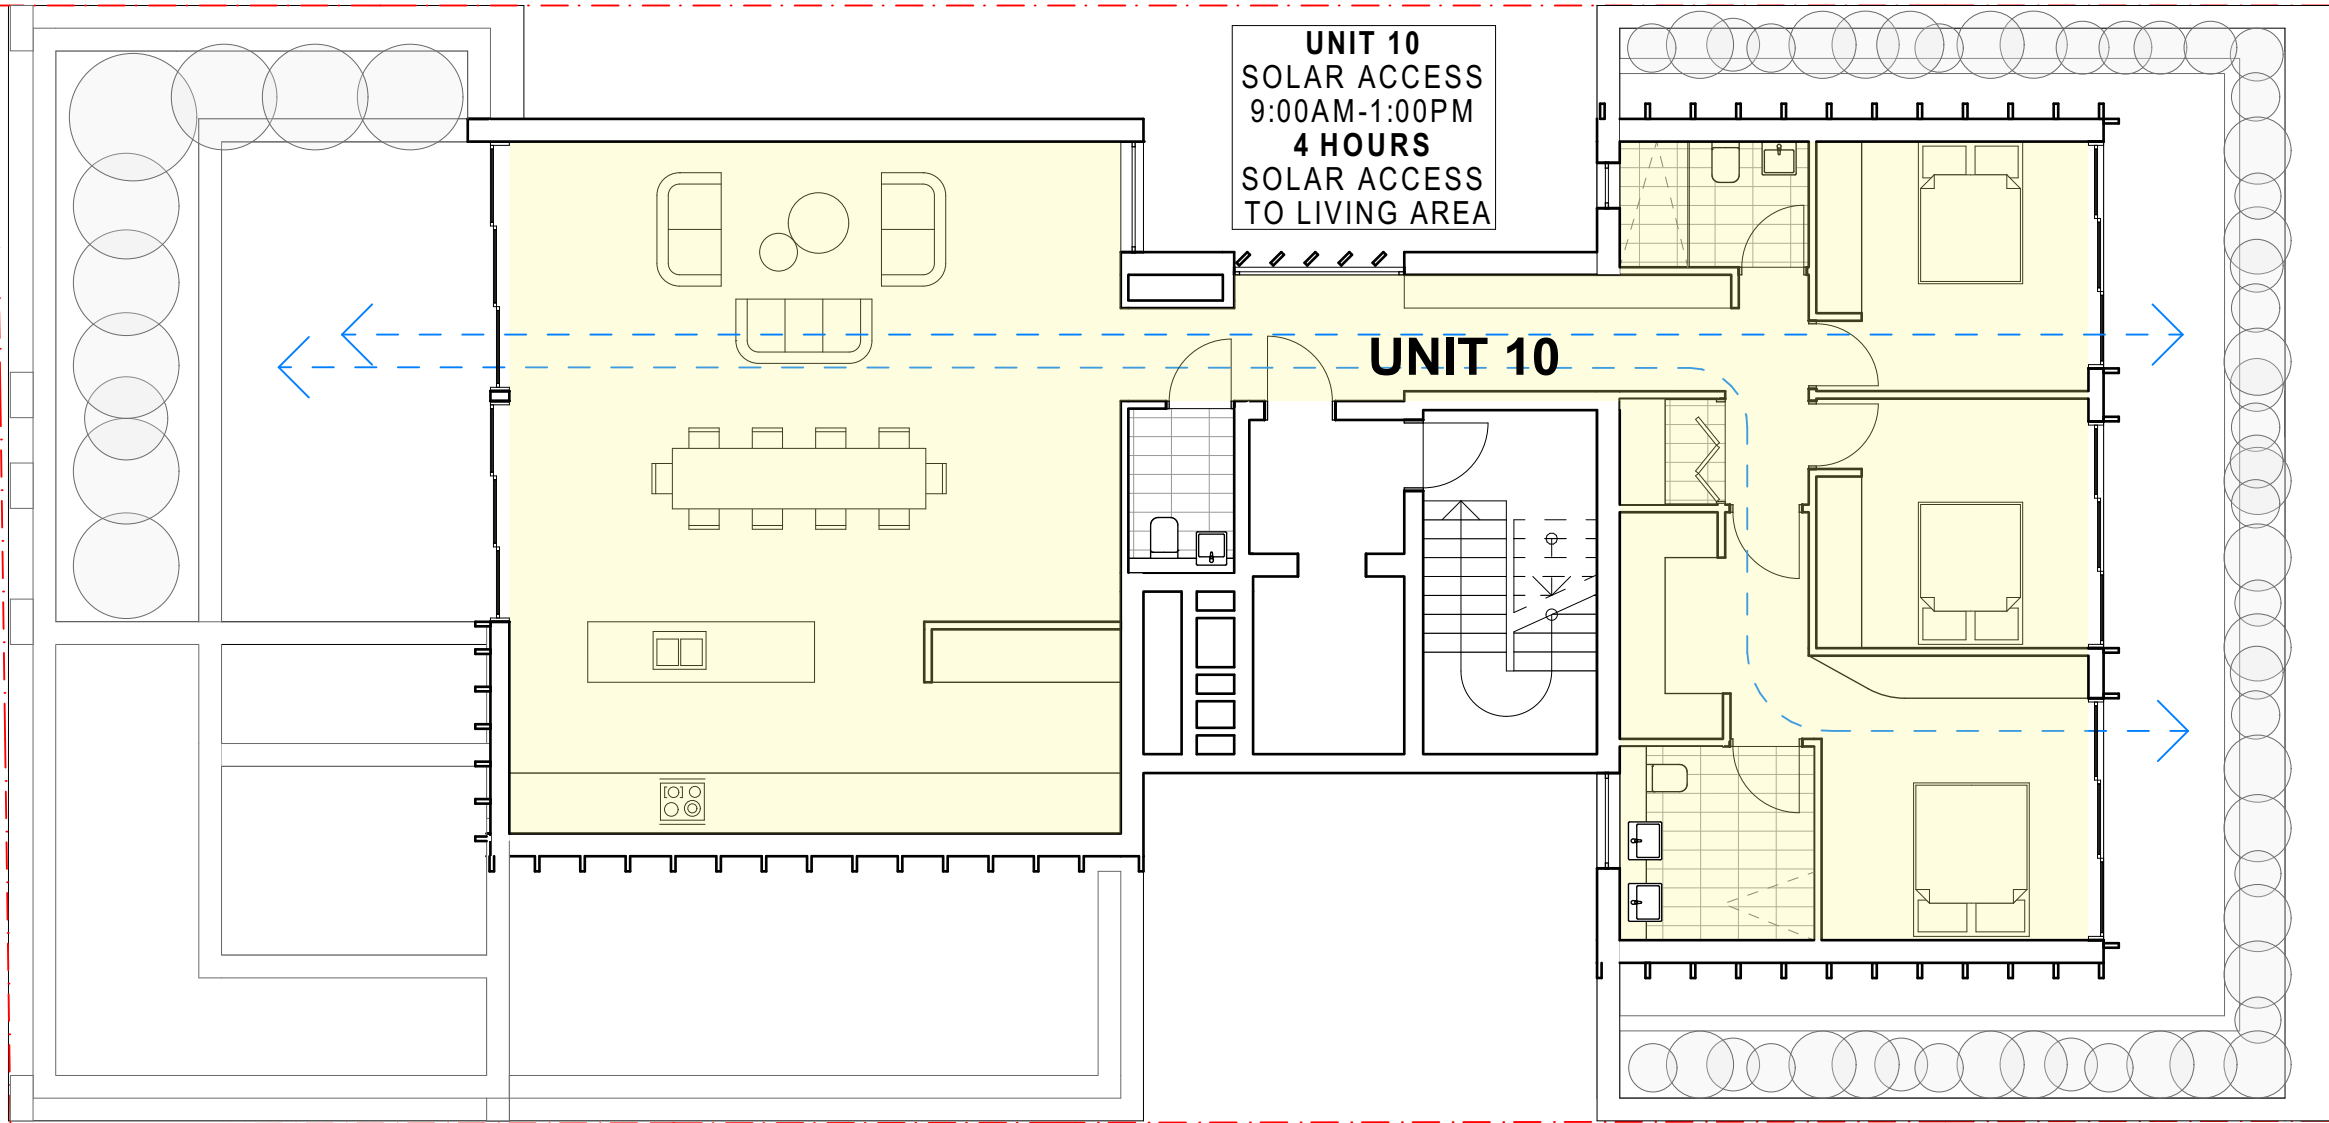 UNIT 10
SOLAR ACCESS
9:00AM-1:00PM
4 HOURS
SOLAR ACCESS
TO LIVING AREA
UNIT 10